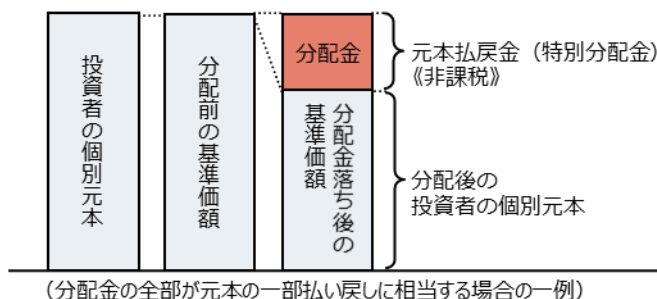 投資者の個別元本
分配前の基準価額
分配金
分配金落ち後の
基準価額
元本払戻金（特別分配金）
《非課税》
分配後の
投資者の個別元本
（分配金の全部が元本の一部払い戻しに相当する場合の一例）